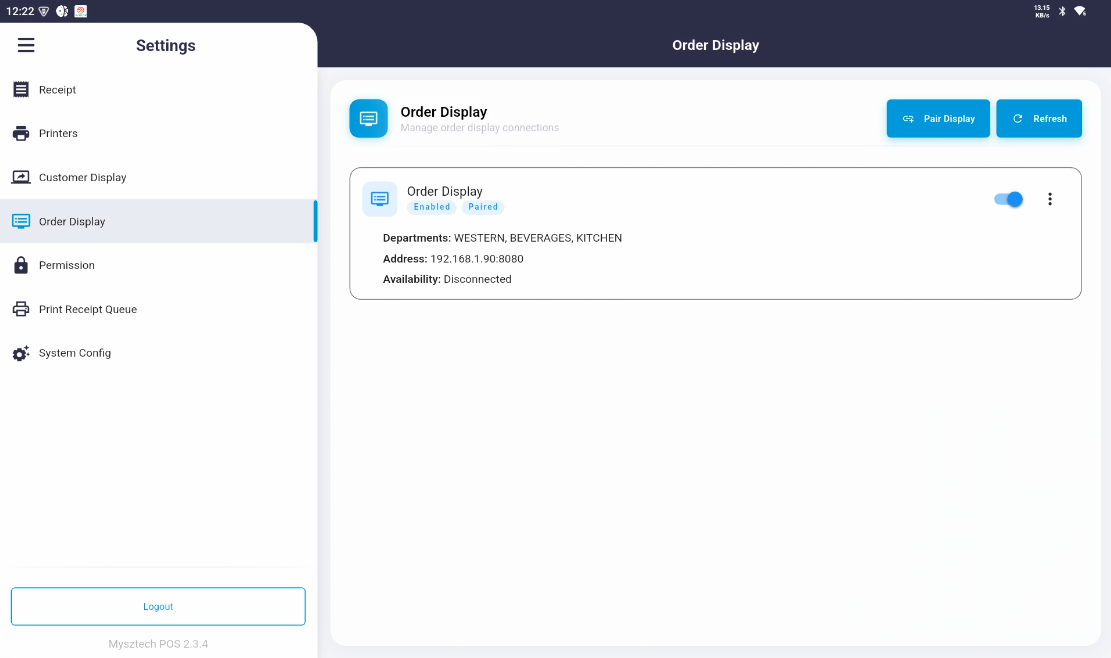 12:22
13.15
KB/s
Settings
Order Display
Receipt
Printers
Customer Display
Order Display
Permission
Print Receipt Queue
System Config
Logout
Mysztech POS 2.3.4
Order Display
Manage order display connections
Pair Display
Refresh
Order Display
Enabled
Paired
Departments: WESTERN, BEVERAGES, KITCHEN
Address: 192.168.1.90:8080
Availability: Disconnected